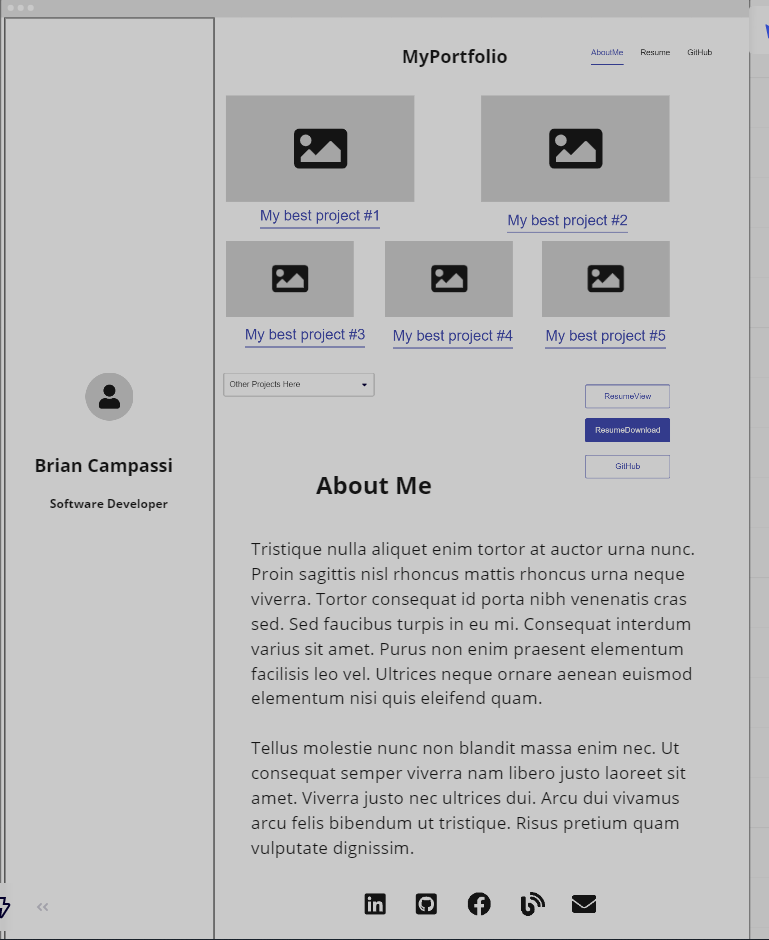 MyPortfolio
AboutMe
Resume
GitHub
My best project #1
My best project #2
My best project #3
My best project #4
My best project #5
Other Projects Here
ResumeView
ResumeDownload
GitHub
Brian Campassi
Software Developer
About Me
Tristique nulla aliquet enim tortor at auctor urna nunc.
Proin sagittis nisl rhoncus mattis rhoncus urna neque
viverra. Tortor consequat id porta nibh venenatis cras
sed. Sed faucibus turpis in eu mi. Consequat interdum
varius sit amet. Purus non enim praesent elementum
facilisis leo vel. Ultrices neque ornare aenean euismod
elementum nisi quis eleifend quam.
Tellus molestie nunc non blandit massa enim nec. Ut
consequat semper viverra nam libero justo laoreet sit
amet. Viverra justo nec ultrices dui. Arcu dui vivamus
arcu felis bibendum ut tristique. Risus pretium quam
vulputate dignissim.